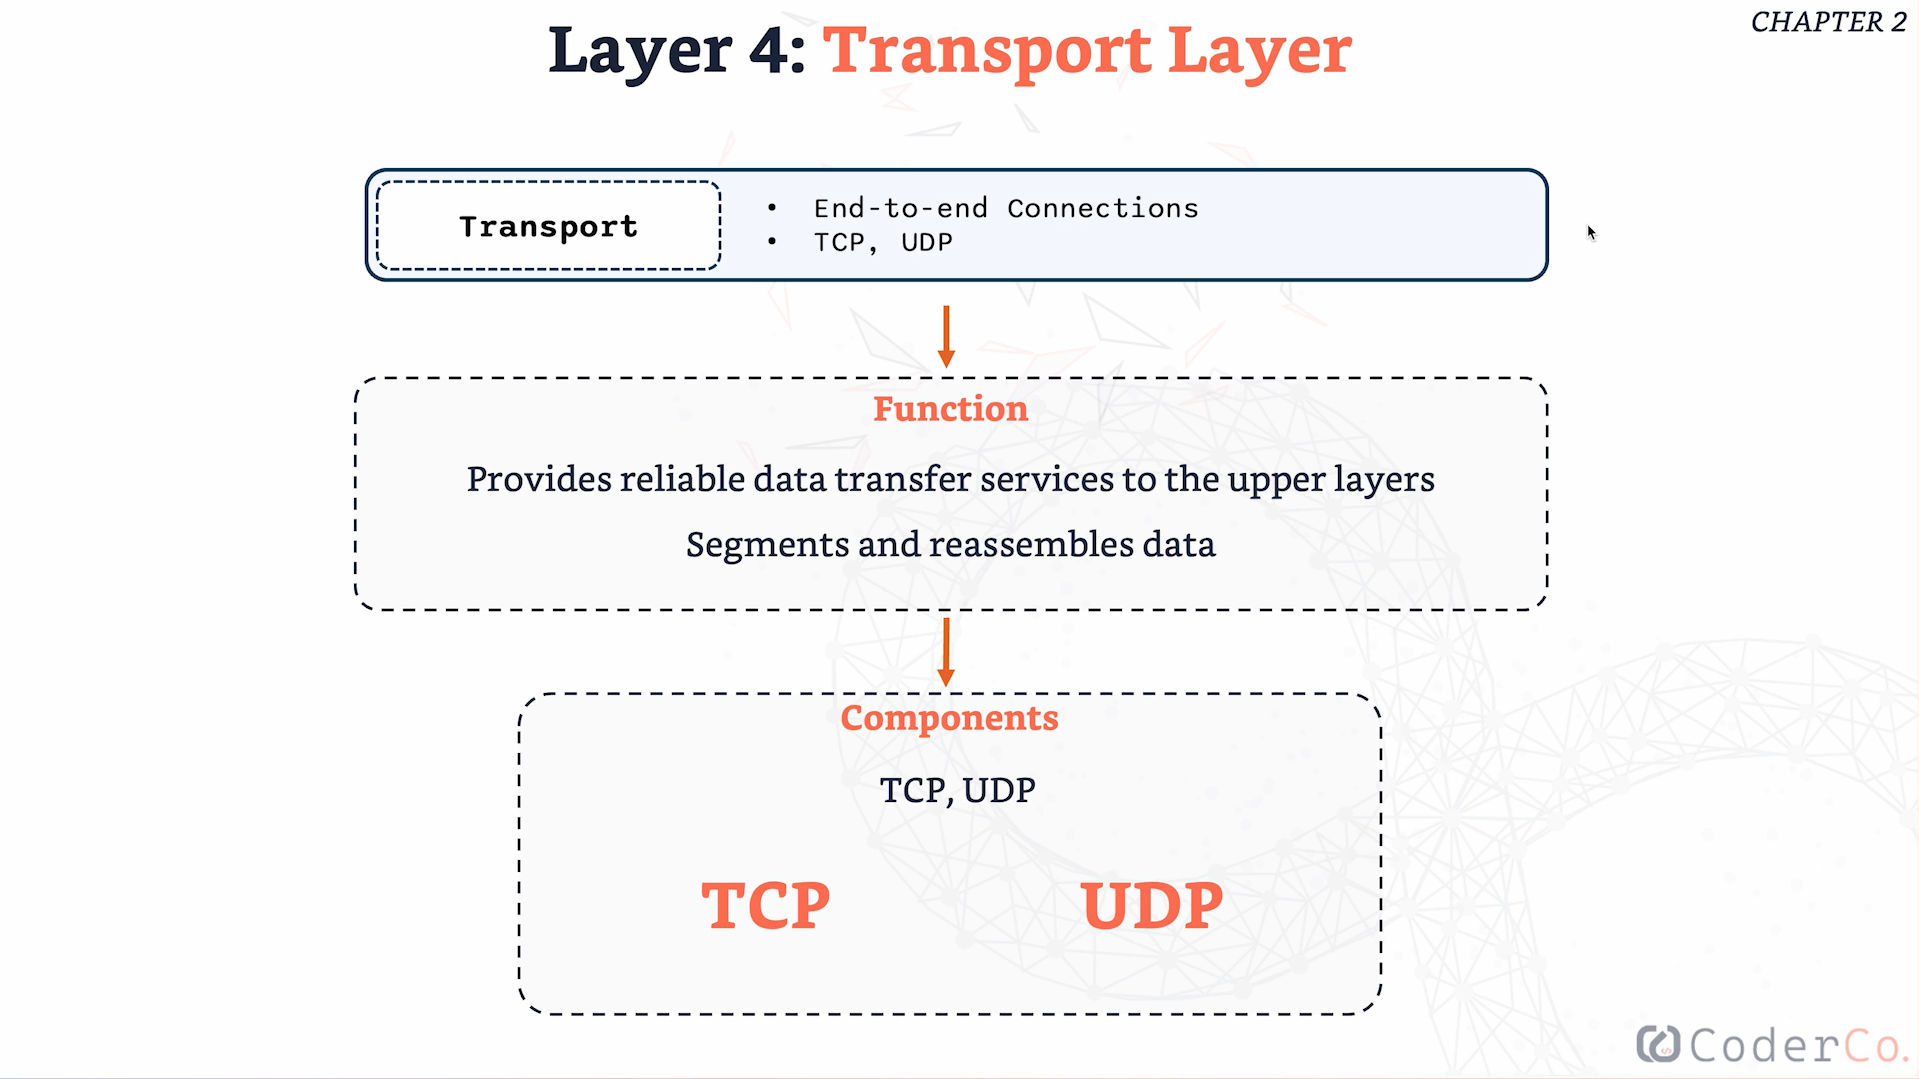 CHAPTER 2
Layer 4: Transport Layer
Transport
• End-to-end Connections
• TCP, UDP
Function
Provides reliable data transfer services to the upper layers
Segments and reassembles data
Components
TCP, UDP
TCP
UDP
CoderCo.